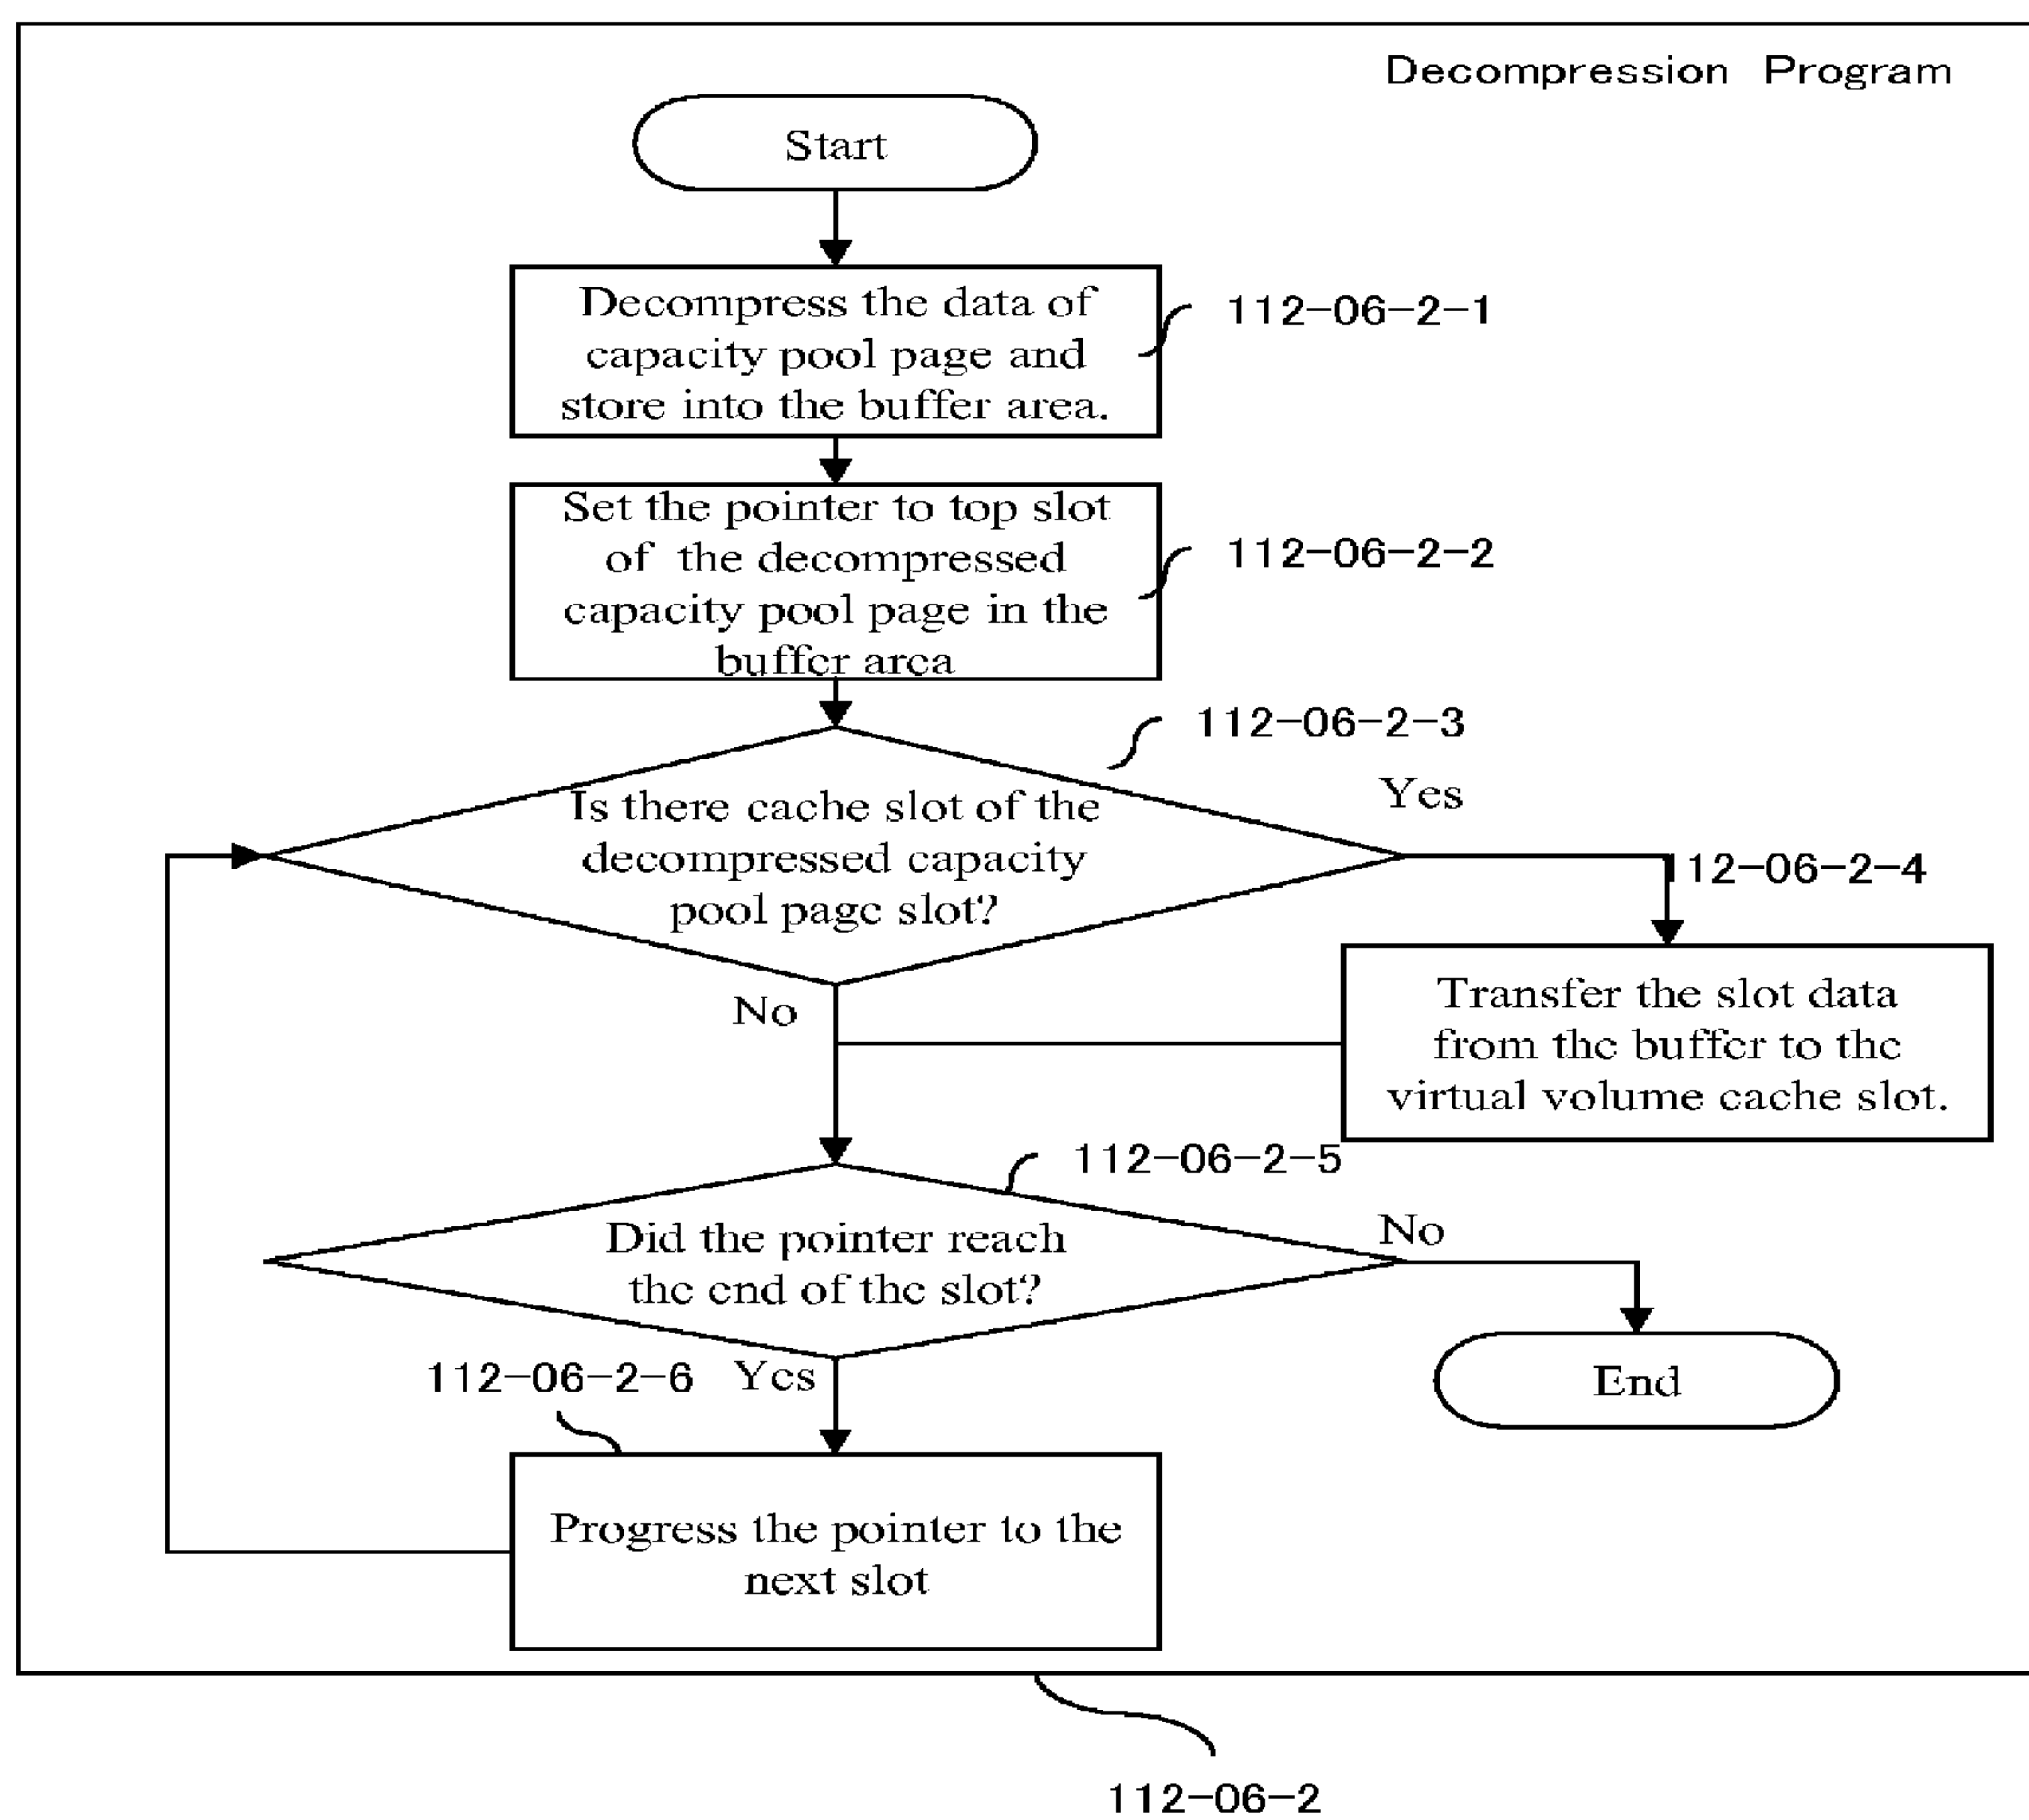 Decompression Program
Start
Decompress the data of
capacity pool page and
store into the buffer area.
112-06-2-1
Set the pointer to top slot
of the decompressed
capacity pool page in the
buffer area
112-06-2-2
112-06-2-3
Is there cache slot of the
decompressed capacity
pool page slot?
Yes
112-06-2-4
Transfer the slot data
from the buffer to the
virtual volume cache slot.
No
112-06-2-5
Did the pointer reach
the end of the slot?
No
End
112-06-2-6
Yes
Progress the pointer to the
next slot
112-06-2